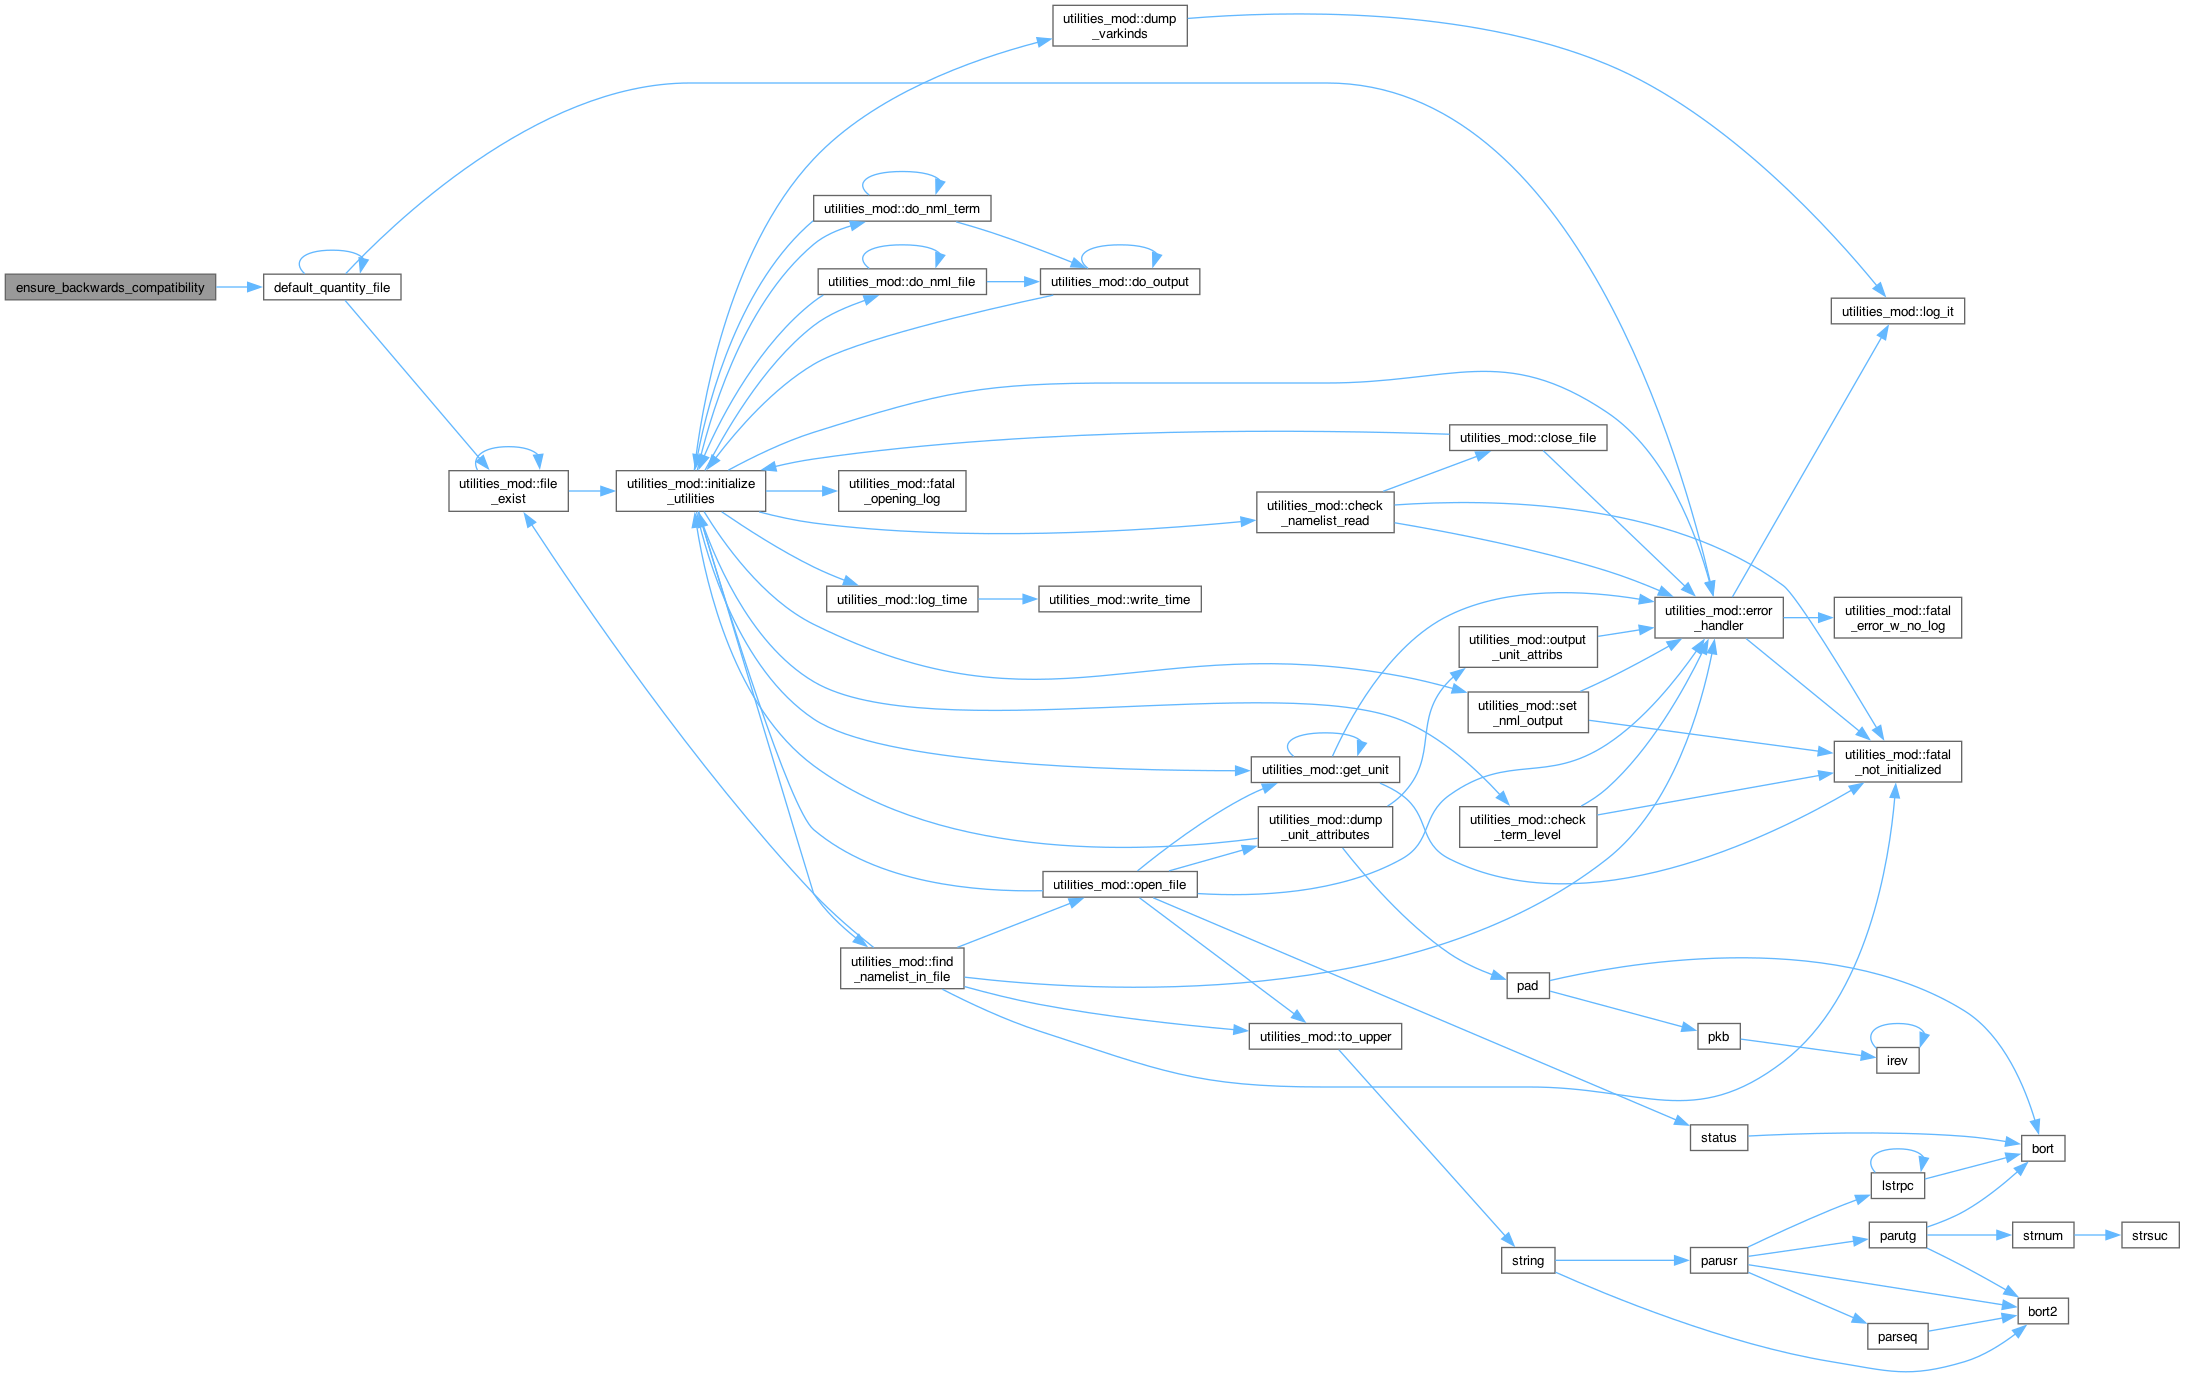 utilities_mod::dump
_varkinds
utilities_mod::do_nml_term
ensure_backwards_compatibility
default_quantity_file
utilities_mod::do_nml_file
utilities_mod::do_output
utilities_mod::log_it
utilities_mod::close_file
utilities_mod::file
_exist
utilities_mod::initialize
_utilities
utilities_mod::fatal
_opening_log
utilities_mod::check
_namelist_read
utilities_mod::log_time
utilities_mod::write_time
utilities_mod::error
_handler
utilities_mod::fatal
_error_w_no_log
utilities_mod::output
_unit_attribs
utilities_mod::set
_nml_output
utilities_mod::get_unit
utilities_mod::fatal
_not_initialized
utilities_mod::dump
_unit_attributes
utilities_mod::check
_term_level
utilities_mod::open_file
utilities_mod::find
_namelist_in_file
pad
utilities_mod::to_upper
pkb
irev
status
bort
lstrpc
parutg
strnum
strsuc
string
parusr
bort2
parseq